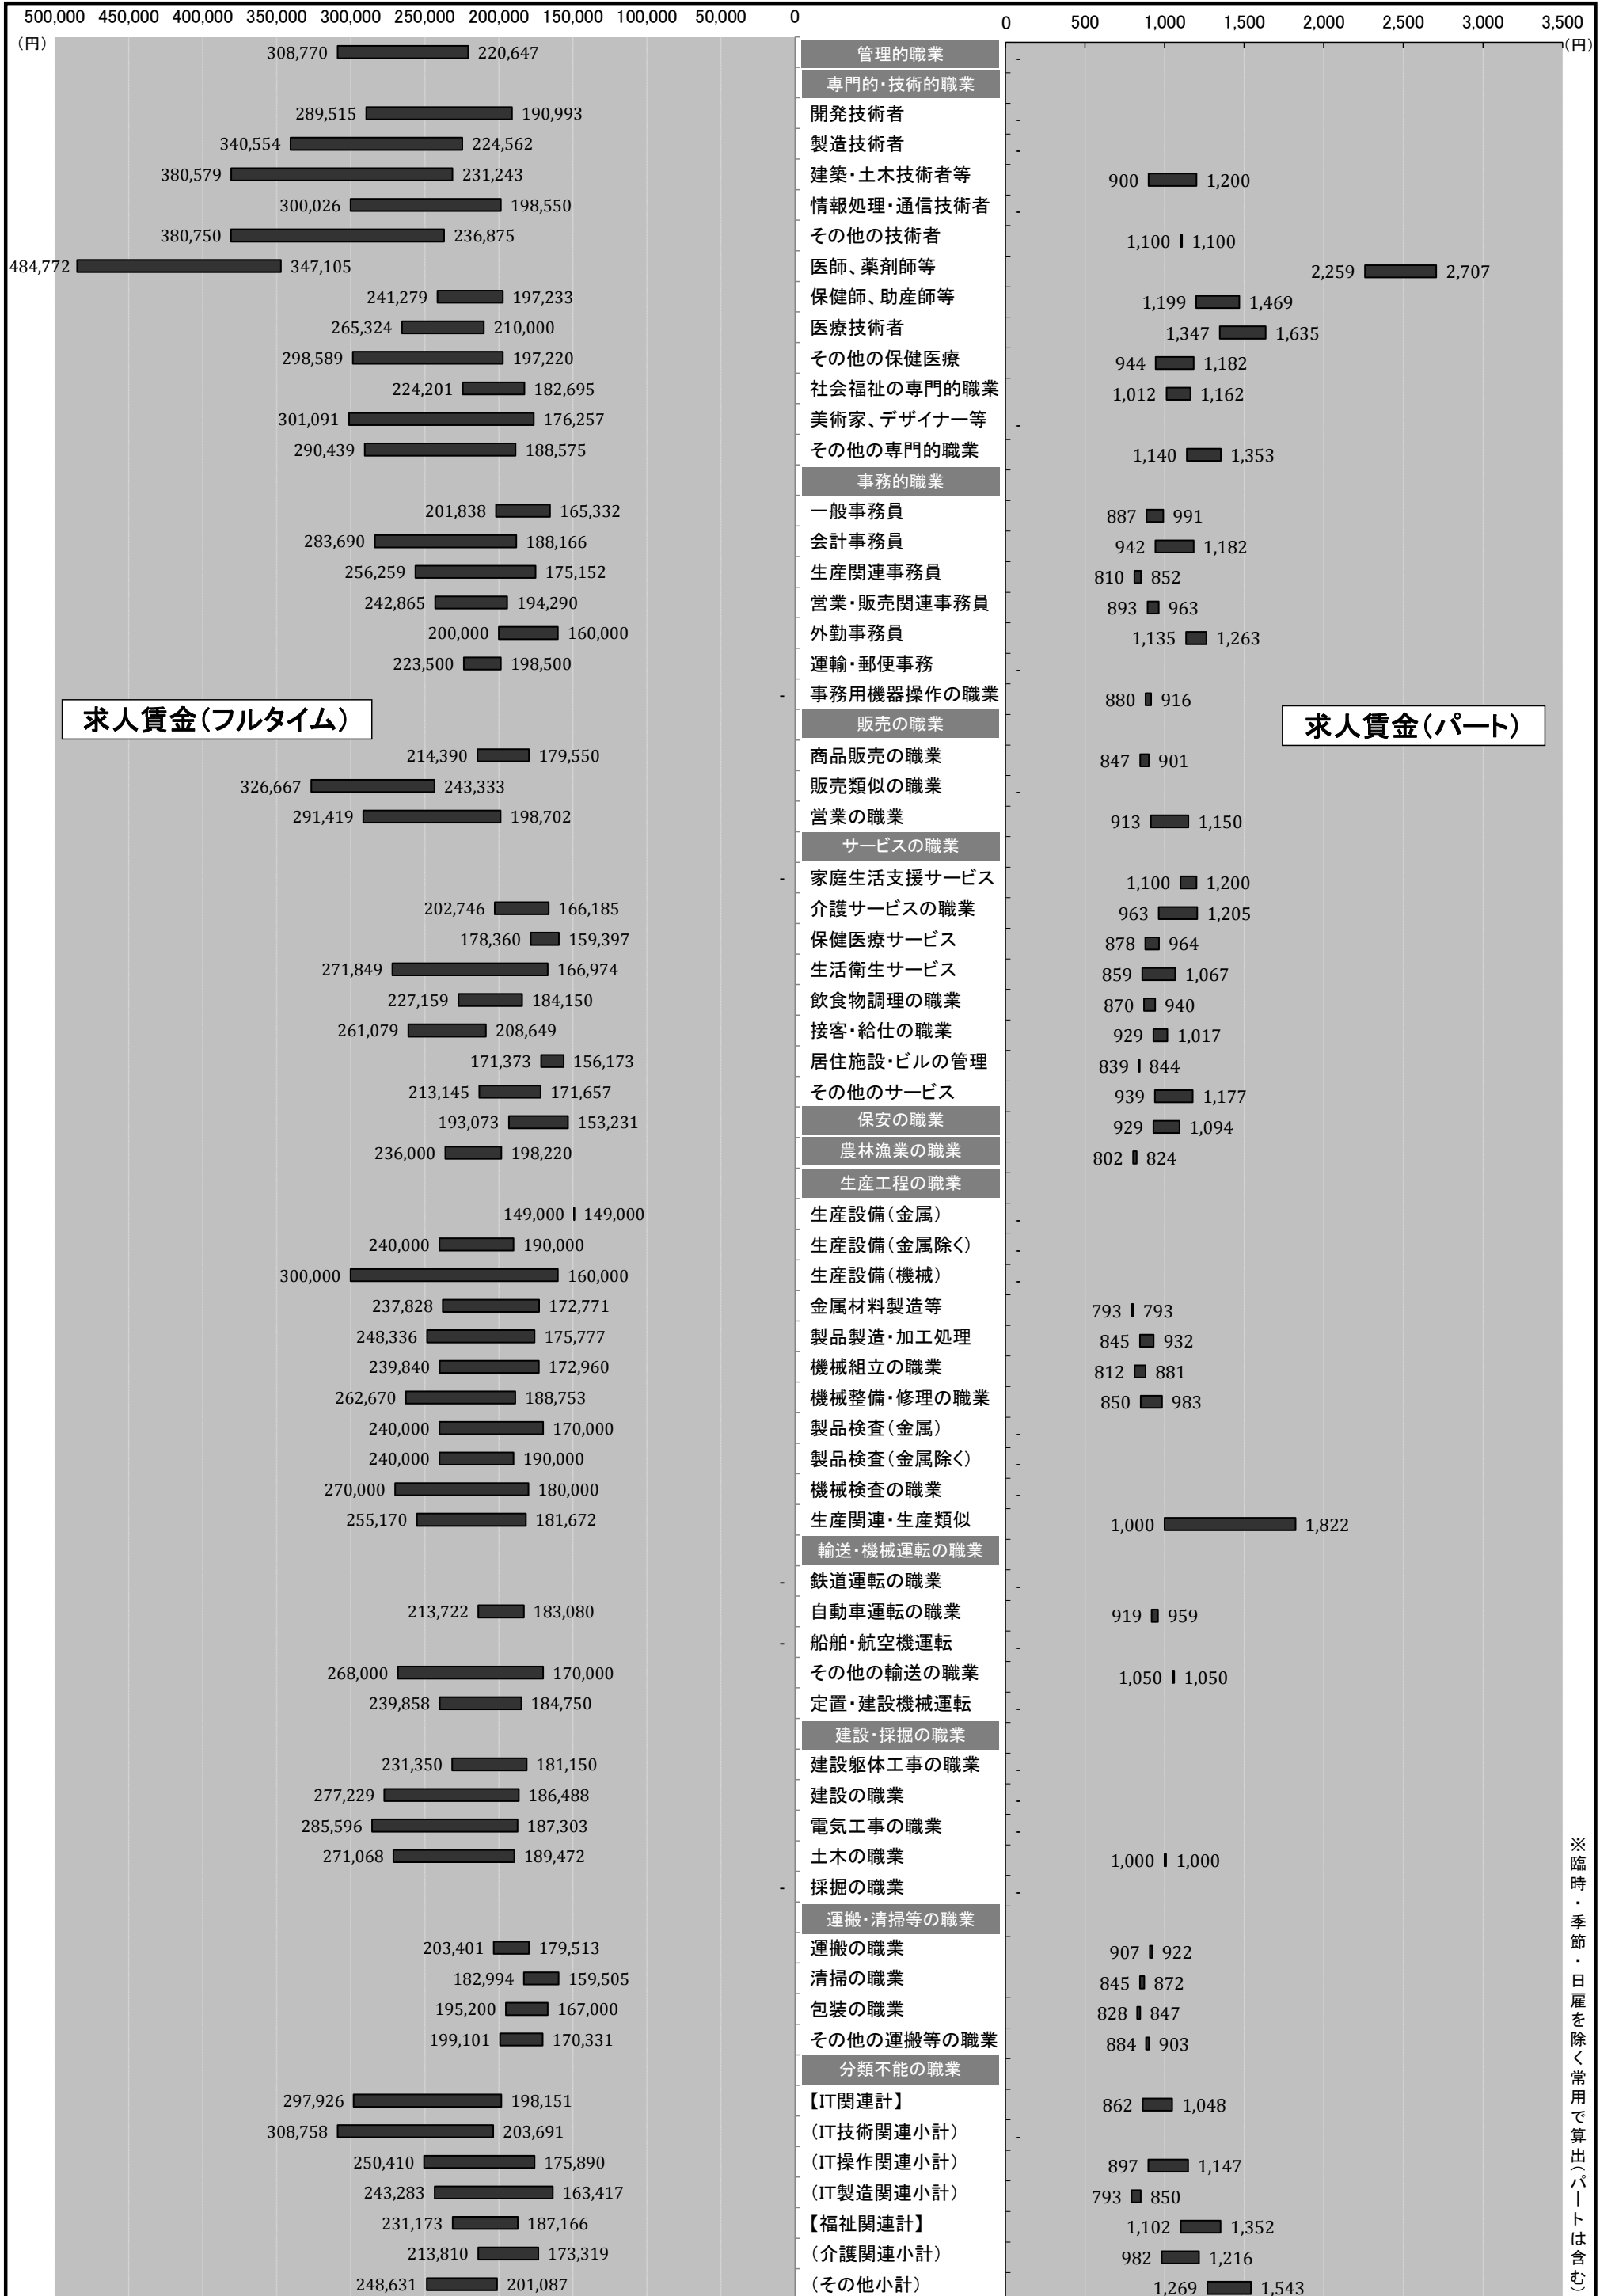 500,000 450,000 400,000 350,000 300,000 250,000 200,000 150,000 100,000 50,000 0 0 500 1,000 1,500 2,000 2,500 3,000 3,500
(円) (円)
308,770 220,647 管理的職業 -
専門的・技術的職業
289,515 190,993 開発技術者 -
340,554 224,562 製造技術者 -
380,579 231,243 建築・土木技術者等 900 1,200
300,026 198,550 情報処理・通信技術者 -
380,750 236,875 その他の技術者 1,100 1,100
484,772 347,105 医師、薬剤師等 2,259 2,707
241,279 197,233 保健師、助産師等 1,199 1,469
265,324 210,000 医療技術者 1,347 1,635
298,589 197,220 その他の保健医療 944 1,182
224,201 182,695 社会福祉の専門的職業 1,012 1,162
301,091 176,257 美術家、デザイナー等 -
290,439 188,575 その他の専門的職業 1,140 1,353
事務的職業
201,838 165,332 一般事務員 887 991
283,690 188,166 会計事務員 942 1,182
256,259 175,152 生産関連事務員 810 852
242,865 194,290 営業・販売関連事務員 893 963
200,000 160,000 外勤事務員 1,135 1,263
223,500 198,500 運輸・郵便事務 -
- 事務用機器操作の職業 880 916
求人賃金(フルタイム) 販売の職業 求人賃金(パート)
214,390 179,550 商品販売の職業 847 901
326,667 243,333 販売類似の職業 -
291,419 198,702 営業の職業 913 1,150
サービスの職業
- 家庭生活支援サービス 1,100 1,200
202,746 166,185 介護サービスの職業 963 1,205
178,360 159,397 保健医療サービス 878 964
271,849 166,974 生活衛生サービス 859 1,067
227,159 184,150 飲食物調理の職業 870 940
261,079 208,649 接客・給仕の職業 929 1,017
171,373 156,173 居住施設・ビルの管理 839 844
213,145 171,657 その他のサービス 939 1,177
193,073 153,231 保安の職業 929 1,094
236,000 198,220 農林漁業の職業 802 824
生産工程の職業
149,000 149,000 生産設備(金属) -
240,000 190,000 生産設備(金属除く) -
300,000 160,000 生産設備(機械) -
237,828 172,771 金属材料製造等 793 793
248,336 175,777 製品製造・加工処理 845 932
239,840 172,960 機械組立の職業 812 881
262,670 188,753 機械整備・修理の職業 850 983
240,000 170,000 製品検査(金属) -
240,000 190,000 製品検査(金属除く) -
270,000 180,000 機械検査の職業 -
255,170 181,672 生産関連・生産類似 1,000 1,822
輸送・機械運転の職業
- 鉄道運転の職業 -
213,722 183,080 自動車運転の職業 919 959
- 船舶・航空機運転 -
268,000 170,000 その他の輸送の職業 1,050 1,050
239,858 184,750 定置・建設機械運転 -
建設・採掘の職業
231,350 181,150 建設躯体工事の職業 -
277,229 186,488 建設の職業 -
285,596 187,303 電気工事の職業 -
271,068 189,472 土木の職業 1,000 1,000
- 採掘の職業 -
運搬・清掃等の職業
203,401 179,513 運搬の職業 907 922
182,994 159,505 清掃の職業 845 872
195,200 167,000 包装の職業 828 847
199,101 170,331 その他の運搬等の職業 884 903
分類不能の職業
297,926 198,151 【IT関連計】 862 1,048
308,758 203,691 (IT技術関連小計) -
250,410 175,890 (IT操作関連小計) 897 1,147
243,283 163,417 (IT製造関連小計) 793 850
231,173 187,166 【福祉関連計】 1,102 1,352
213,810 173,319 (介護関連小計) 982 1,216
248,631 201,087 (その他小計) 1,269 1,543
※臨時・季節・日雇を除く常用で算出(パートは含む)